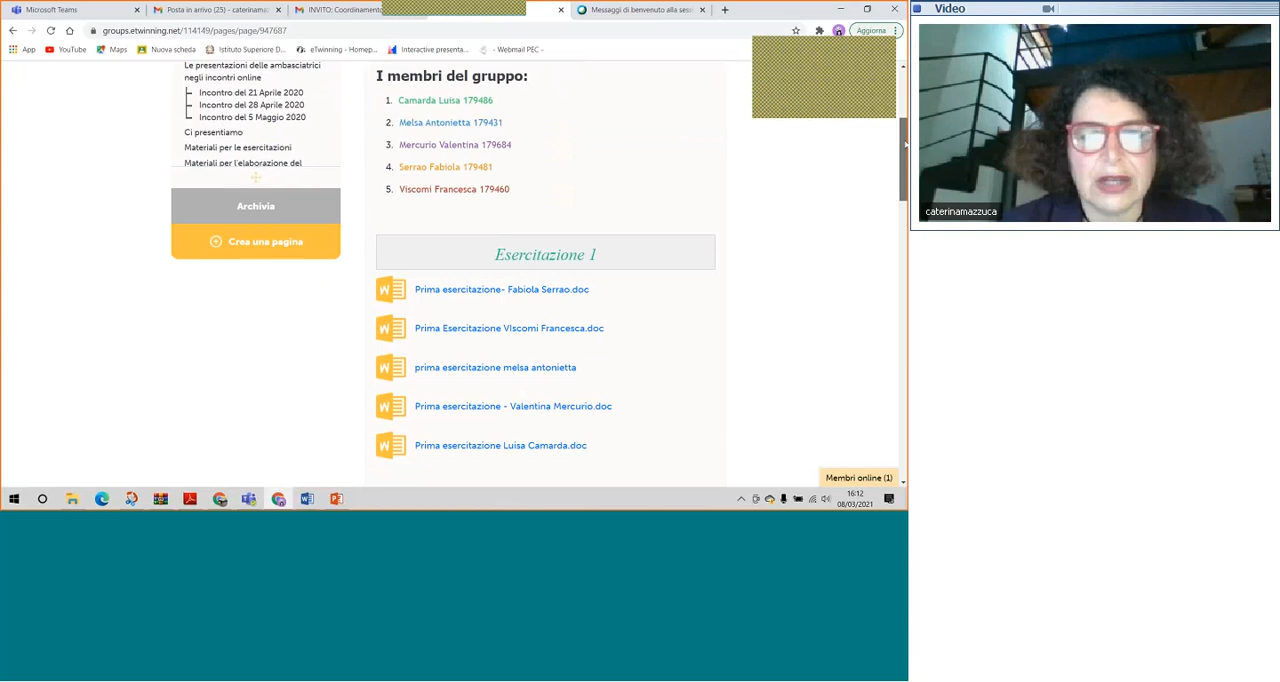 Microsoft Teams
Posta in arrivo (25) - caterinama
INVITO: Coordinamento
Messaggi di benvenuto alla sess
Video
groups.etwinning.net/114149/pages/page/947687
Aggiorna
App
YouTube
Maps
Nuova scheda
Istituto Superiore D...
eTwinning - Homep...
Interactive presenta...
- Webmail PEC -
Le presentazioni delle ambasciatrici
negli incontri online
Incontro del 21 Aprile 2020
Incontro del 28 Aprile 2020
Incontro del 5 Maggio 2020
Ci presentiamo
Materiali per le esercitazioni
Materiali per l'elaborazione del
Archivia
Crea una pagina
I membri del gruppo:
1. Camarda Luisa 179486
2. Melsa Antonietta 179431
3. Mercurio Valentina 179684
4. Serrao Fabiola 179481
5. Viscomi Francesca 179460
Esercitazione 1
Prima esercitazione- Fabiola Serrao.doc
Prima Esercitazione VIscomi Francesca.doc
prima esercitazione melsa antonietta
Prima esercitazione - Valentina Mercurio.doc
Prima esercitazione Luisa Camarda.doc
Membri online (1)
16:12
08/03/2021
caterinamazzuca